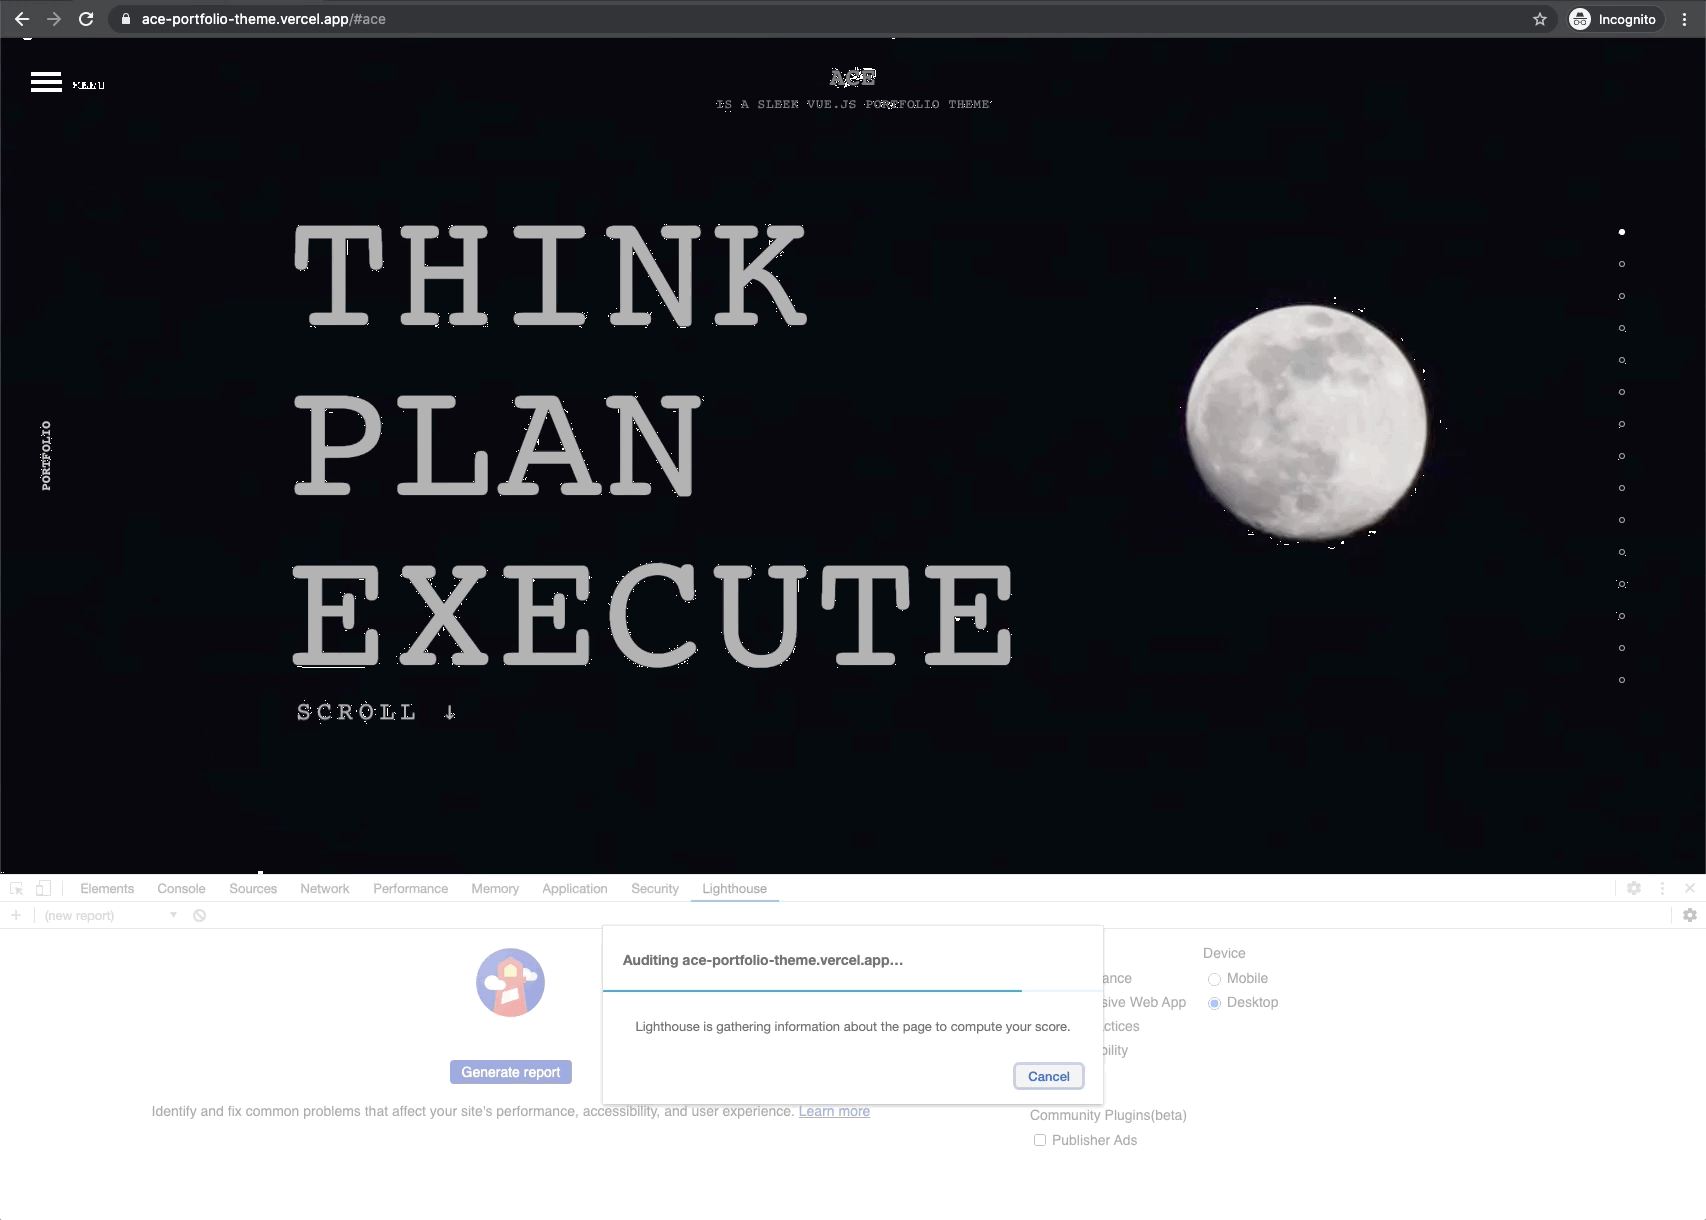 ace-portfolio-theme.vercel.app/#ace
Incognito
MENU
ACE
IS A SLEEK VUE.JS PORTFOLIO THEME
THINK
PLAN
EXECUTE
SCROLL ↓
PORTFOLIO
Elements Console Sources Network Performance Memory Application Security Lighthouse
(new report)
Auditing ace-portfolio-theme.vercel.app...
Lighthouse is gathering information about the page to compute your score.
Cancel
Generate report
Identify and fix common problems that affect your site's performance, accessibility, and user experience. Learn more
ance
sive Web App
ctices
bility
Device
Mobile
Desktop
Community Plugins(beta)
Publisher Ads